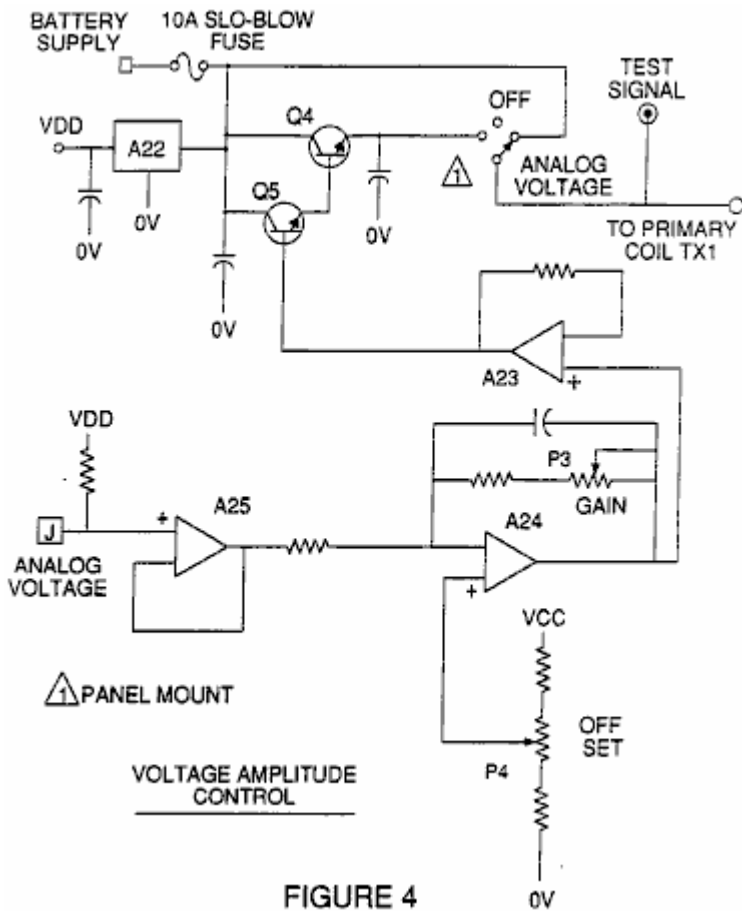 BATTERY SUPPLY
10A SLO-BLOW FUSE
TEST SIGNAL
VDD
A22
0V
0V
Q4
Q5
0V
0V
OFF
1
ANALOG VOLTAGE
TO PRIMARY COIL TX1
A23
+
VDD
J
ANALOG VOLTAGE
+
A25
P3
GAIN
A24
+
VCC
OFF SET
P4
0V
1 PANEL MOUNT
VOLTAGE AMPLITUDE CONTROL
FIGURE 4